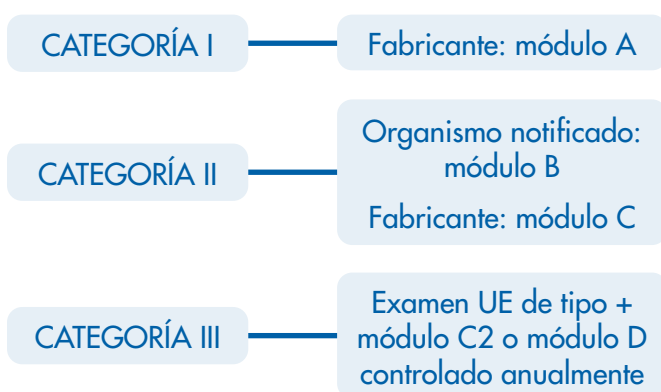 CATEGORÍA I
Fabricante: módulo A
CATEGORÍA II
Organismo notificado:
módulo B
Fabricante: módulo C
CATEGORÍA III
Examen UE de tipo +
módulo C2 o módulo D
controlado anualmente